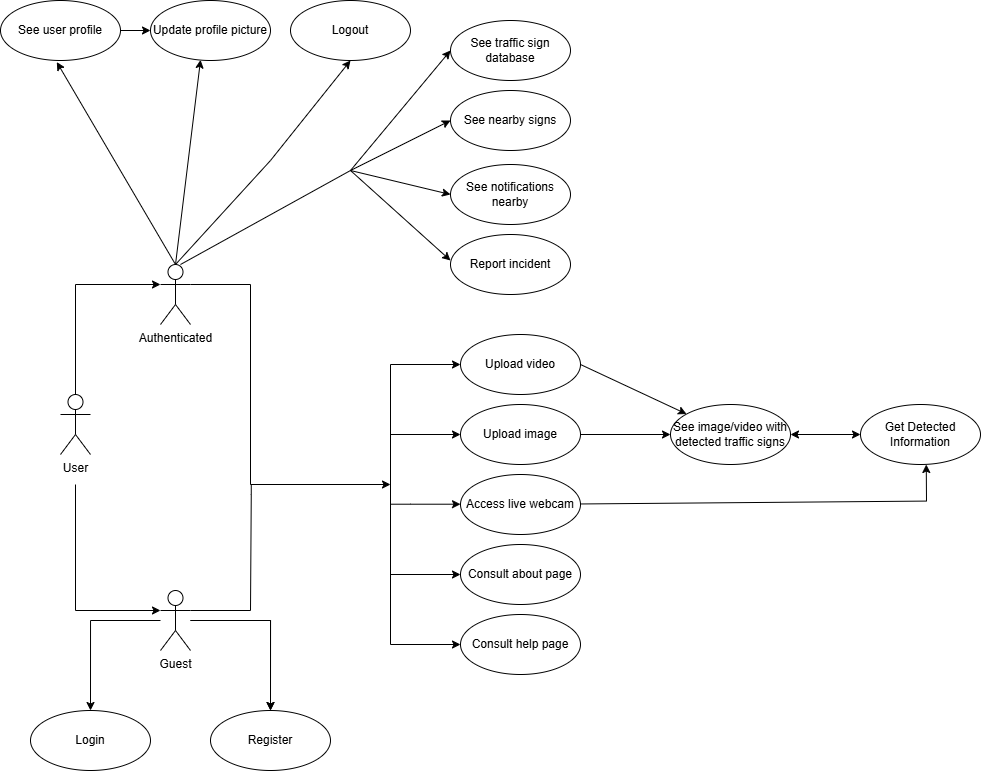 See user profile
Update profile picture
Logout
See traffic sign
database
See nearby signs
See notifications
nearby
Report incident
Authenticated
Upload video
Upload image
See image/video with
detected traffic signs
Get Detected
Information
User
Access live webcam
Consult about page
Consult help page
Guest
Login
Register